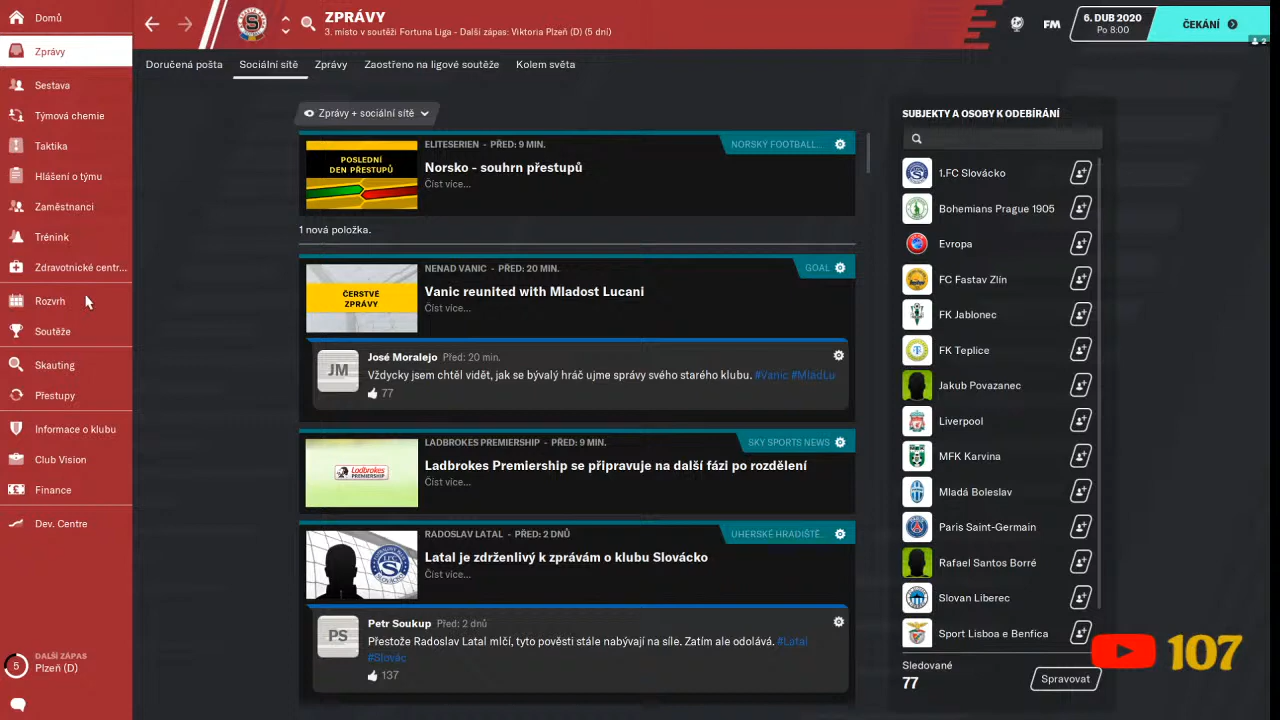 Domů
Zprávy
Sestava
Týmová chemie
Taktika
Hlášení o týmu
Zaměstnanci
Trénink
Zdravotnické centr...
Rozvrh
Soutěže
Skauting
Přestupy
Informace o klubu
Club Vision
Finance
Dev. Centre
5
DALŠÍ ZÁPAS
Plzeň (D)
ZPRÁVY
3. místo v soutěži Fortuna Liga - Další zápas: Viktoria Plzeň (D) (5 dní)
FM
6. DUB 2020
Po 8:00
ČEKÁNÍ
2
Doručená pošta
Sociální sítě
Zprávy
Zaostřeno na ligové soutěže
Kolem světa
Zprávy + sociální sítě
POSLEDNÍ
DEN PŘESTUPŮ
ELITESERIEN - PŘED: 9 MIN.
NORSKÝ FOOTBALL...
Norsko - souhrn přestupů
Číst více...
1 nová položka.
ČERSTVÉ
ZPRÁVY
NENAD VANIC - PŘED: 20 MIN.
GOAL
Vanic reunited with Mladost Lucani
Číst více...
JM
José Moralejo Před: 20 min.
Vždycky jsem chtěl vidět, jak se bývalý hráč ujme správy svého starého klubu. #Vanic #MladLu
77
Ladbrokes
Premiership
LADBROKES PREMIERSHIP - PŘED: 9 MIN.
SKY SPORTS NEWS
Ladbrokes Premiership se připravuje na další fázi po rozdělení
Číst více...
RADOSLAV LATAL - PŘED: 2 DNŮ
UHERSKÉ HRADIŠTĚ...
Latal je zdrženlivý k zprávám o klubu Slovácko
Číst více...
PS
Petr Soukup Před: 2 dnů
Přestože Radoslav Latal mlčí, tyto pověsti stále nabývají na síle. Zatím ale odolává. #Latal
#Slovác
137
SUBJEKTY A OSOBY K ODEBÍRÁNÍ
1.FC Slovácko
Bohemians Prague 1905
Evropa
FC Fastav Zlín
FK Jablonec
FK Teplice
Jakub Povazanec
Liverpool
MFK Karvina
Mladá Boleslav
Paris Saint-Germain
Rafael Santos Borré
Slovan Liberec
Sport Lisboa e Benfica
Sledované
77
Spravovat
107